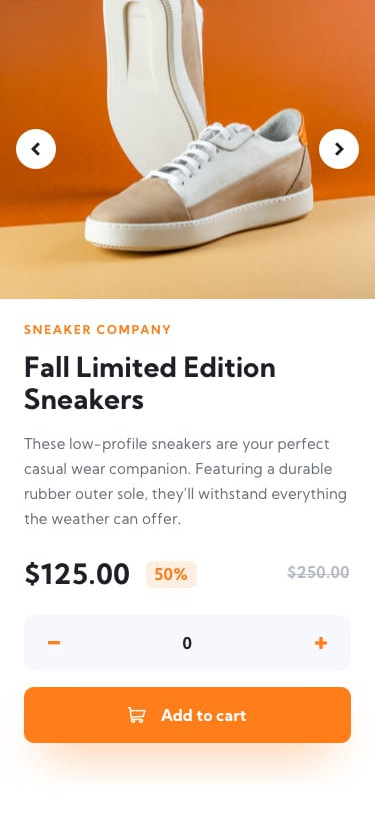 SNEAKER COMPANY
Fall Limited Edition
Sneakers
These low-profile sneakers are your perfect
casual wear companion. Featuring a durable
rubber outer sole, they'll withstand everything
the weather can offer.
$125.00 50% $250.00
0
Add to cart